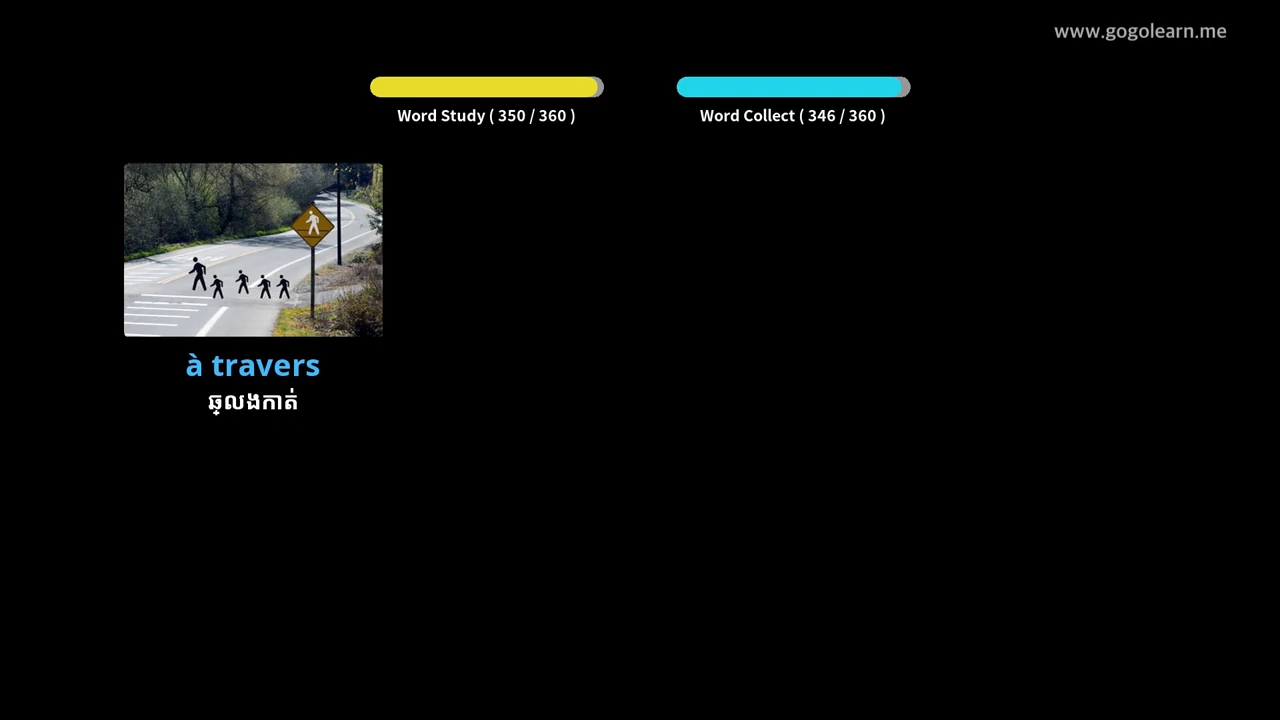 www.gogolearn.me
Word Study ( 350 / 360 )
Word Collect ( 346 / 360 )
à travers
ឆ្លងកាត់